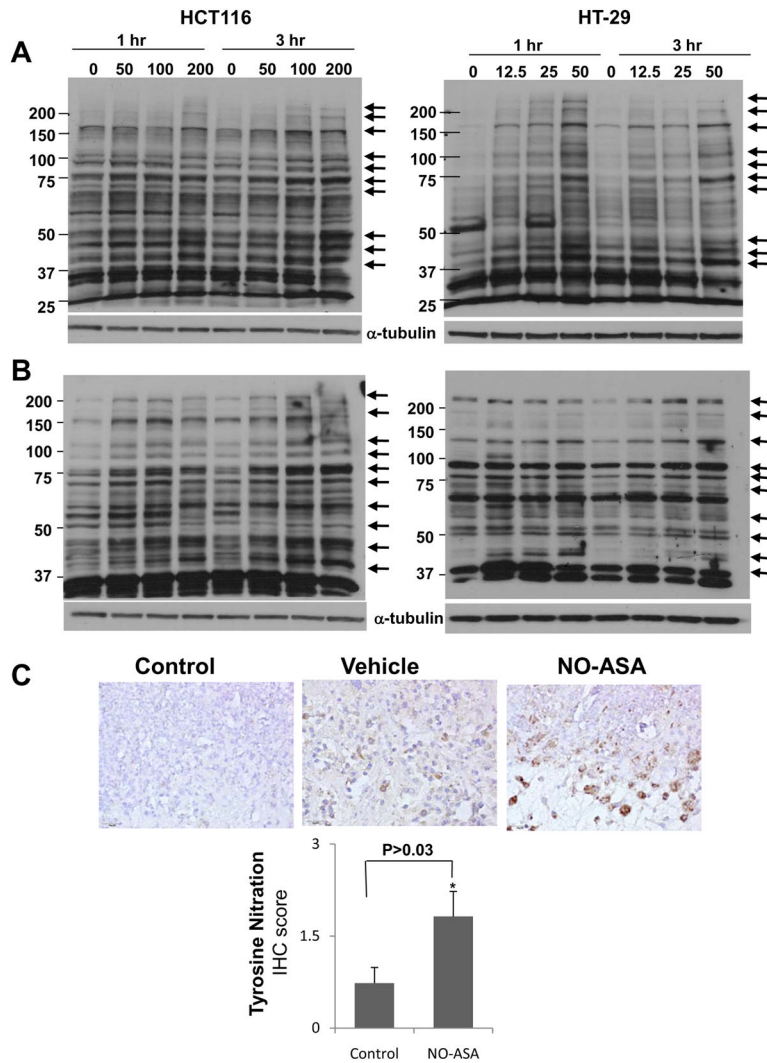 HCT116
HT-29
1 hr
3 hr
1 hr
3 hr
A
0 50 100 200 0 50 100 200
0 12.5 25 50 0 12.5 25 50
200
150
100
75
50
37
25
200
150
100
75
50
37
25
α-tubulin
B
200
150
100
75
50
37
200
150
100
75
50
37
α-tubulin
C
Control
Vehicle
NO-ASA
Tyrosine Nitration
IHC score
3
1.5
0
P>0.03
*
Control
NO-ASA